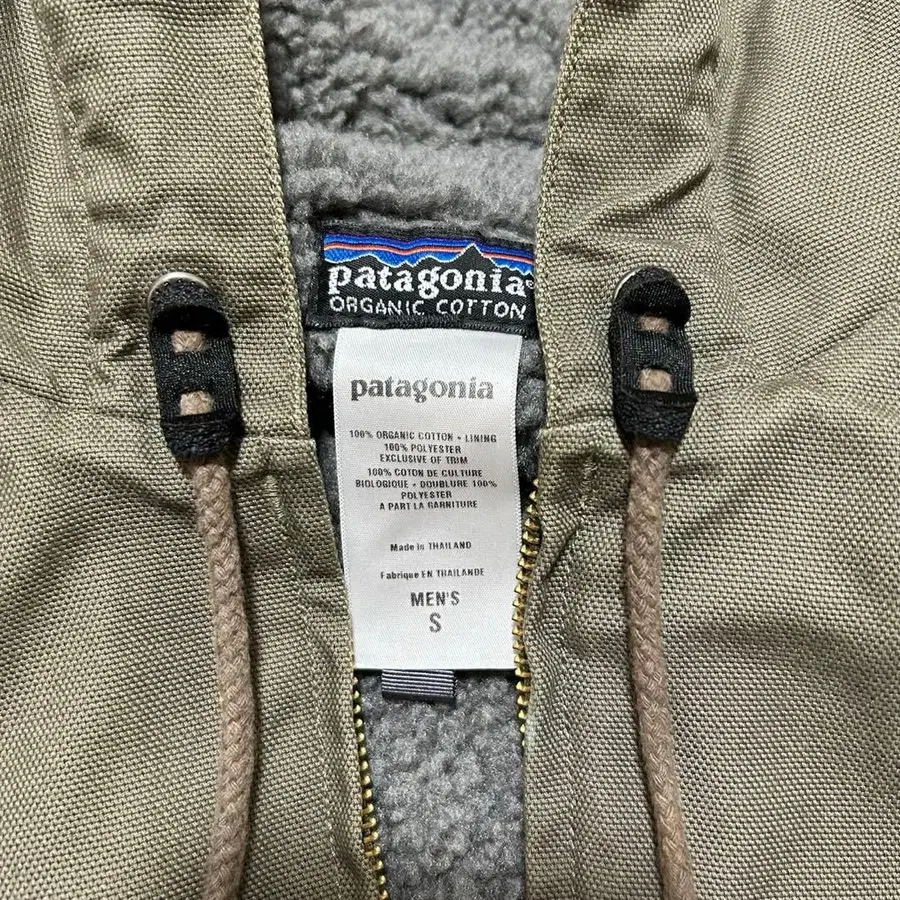 patagonia®
ORGANIC COTTON
patagonia
100% ORGANIC COTTON • LINING
100% POLYESTER
EXCLUSIVE OF TRIM
100% COTON DE CULTURE
BIOLOGIQUE • DOUBLURE 100%
POLYESTER
A PART LA GARNITURE
Made in THAILAND
Fabrique EN THAILANDE
MEN'S
S